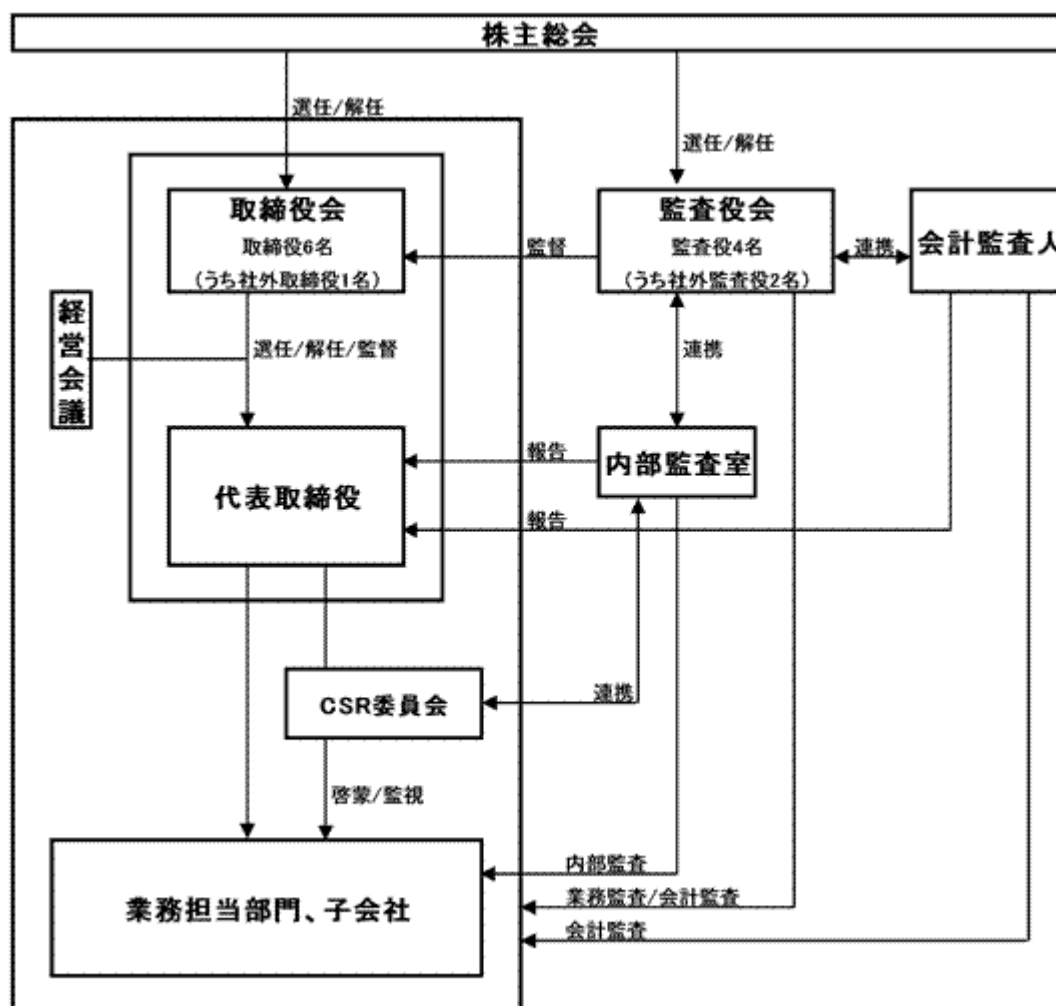 株主総会
選任/解任
選任/解任
取締役会
取締役6名
(うち社外取締役1名)
監督
監査役会
監査役4名
(うち社外監査役2名)
連携
会計監査人
経営会議
選任/解任/監督
連携
代表取締役
報告
内部監査室
報告
CSR委員会
連携
啓蒙/監視
業務担当部門、子会社
内部監査
業務監査/会計監査
会計監査